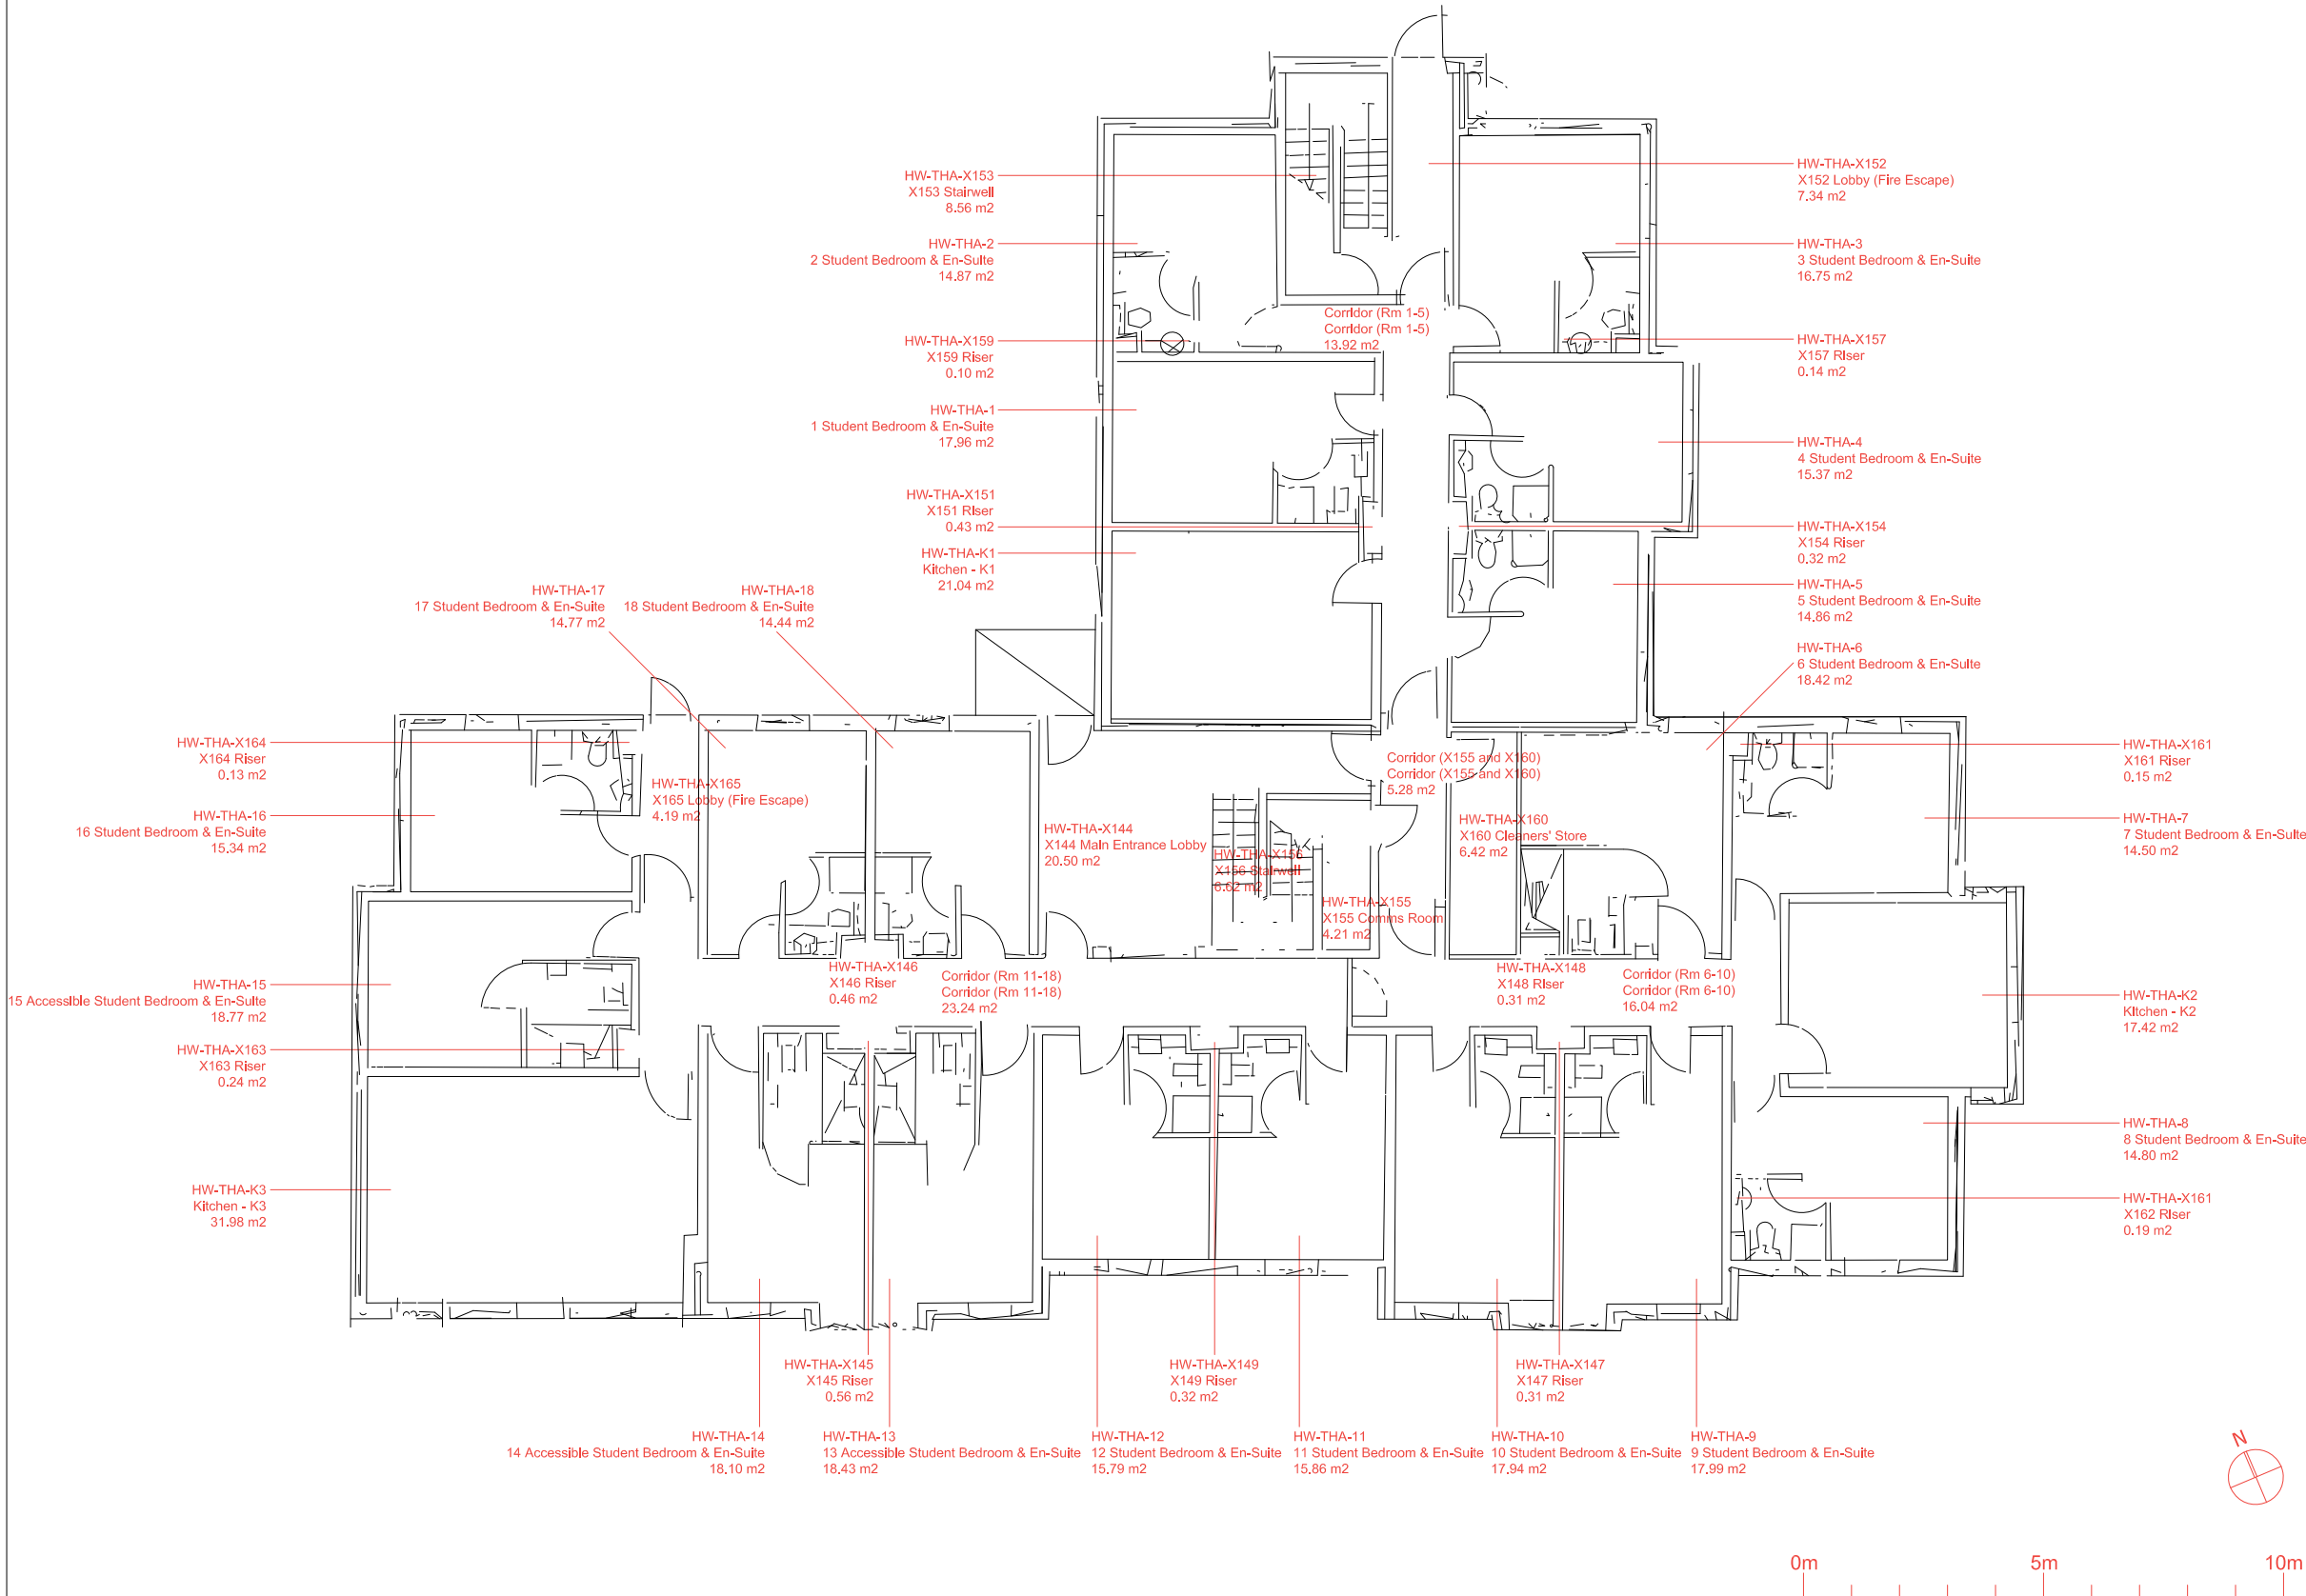 HW-THA-X153
X153 Stairwell
8.56 m2
HW-THA-X152
X152 Lobby (Fire Escape)
7.34 m2
HW-THA-2
2 Student Bedroom & En-Suite
14.87 m2
HW-THA-3
3 Student Bedroom & En-Suite
16.75 m2
Corridor (Rm 1-5)
Corridor (Rm 1-5)
13.92 m2
HW-THA-X159
X159 Riser
0.10 m2
HW-THA-X157
X157 Riser
0.14 m2
HW-THA-1
1 Student Bedroom & En-Suite
17.96 m2
HW-THA-4
4 Student Bedroom & En-Suite
15.37 m2
HW-THA-X151
X151 Riser
0.43 m2
HW-THA-X154
X154 Riser
0.32 m2
HW-THA-K1
Kitchen - K1
21.04 m2
HW-THA-5
5 Student Bedroom & En-Suite
14.86 m2
HW-THA-17
17 Student Bedroom & En-Suite
14.77 m2
HW-THA-18
18 Student Bedroom & En-Suite
14.44 m2
HW-THA-6
6 Student Bedroom & En-Suite
18.42 m2
HW-THA-X164
X164 Riser
0.13 m2
HW-THA-X165
X165 Lobby (Fire Escape)
4.19 m2
Corridor (X155 and X160)
Corridor (X155 and X160)
5.28 m2
HW-THA-X161
X161 Riser
0.15 m2
HW-THA-16
16 Student Bedroom & En-Suite
15.34 m2
HW-THA-X144
X144 Main Entrance Lobby
20.50 m2
HW-THA-X156
X156 Stairwell
HW-THA-X160
X160 Cleaners' Store
6.42 m2
HW-THA-7
7 Student Bedroom & En-Suite
14.50 m2
HW-THA-X155
X155 Comms Room
4.21 m2
HW-THA-15
15 Accessible Student Bedroom & En-Suite
18.77 m2
HW-THA-X146
X146 Riser
0.46 m2
Corridor (Rm 11-18)
Corridor (Rm 11-18)
23.24 m2
HW-THA-X148
X148 Riser
0.31 m2
Corridor (Rm 6-10)
Corridor (Rm 6-10)
16.04 m2
HW-THA-K2
Kitchen - K2
17.42 m2
HW-THA-X163
X163 Riser
0.24 m2
HW-THA-8
8 Student Bedroom & En-Suite
14.80 m2
HW-THA-K3
Kitchen - K3
31.98 m2
HW-THA-X161
X162 Riser
0.19 m2
HW-THA-X145
X145 Riser
0.56 m2
HW-THA-X149
X149 Riser
0.32 m2
HW-THA-X147
X147 Riser
0.31 m2
HW-THA-14
14 Accessible Student Bedroom & En-Suite
18.10 m2
HW-THA-13
13 Accessible Student Bedroom & En-Suite
18.43 m2
HW-THA-12
12 Student Bedroom & En-Suite
15.79 m2
HW-THA-11
11 Student Bedroom & En-Suite
15.86 m2
HW-THA-10
10 Student Bedroom & En-Suite
17.94 m2
HW-THA-9
9 Student Bedroom & En-Suite
17.99 m2
N
0m 5m 10m